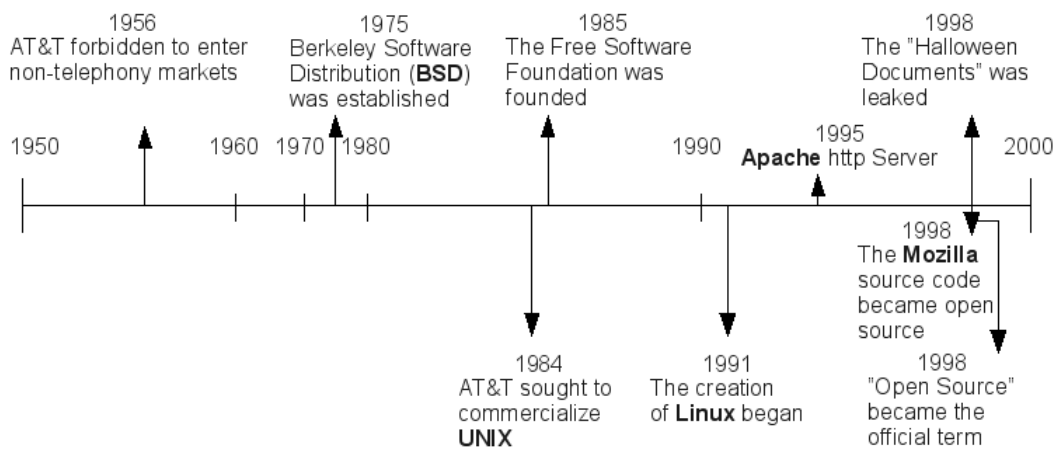 1956
AT&T forbidden to enter
non-telephony markets
1975
Berkeley Software
Distribution (BSD)
was established
1985
The Free Software
Foundation was
founded
1998
The "Halloween
Documents" was
leaked
1950
1960
1970
1980
1990
1995
Apache http Server
2000
1984
AT&T sought to
commercialize
UNIX
1991
The creation
of Linux began
1998
The Mozilla
source code
became open
source
1998
"Open Source"
became the
official term